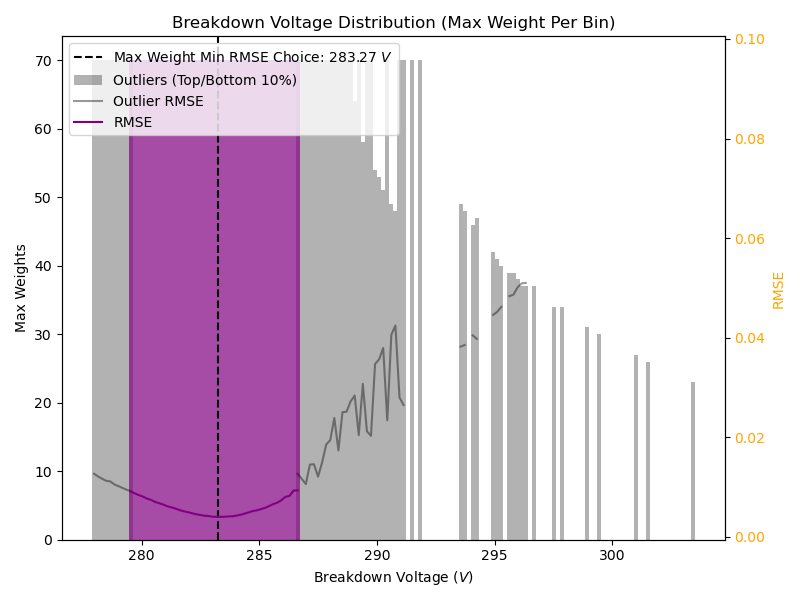 Breakdown Voltage Distribution (Max Weight Per Bin)
Max Weight Min RMSE Choice: 283.27 V
Outliers (Top/Bottom 10%)
Outlier RMSE
RMSE
70
60
50
40
30
20
10
0
Max Weights
0.10
0.08
0.06
0.04
0.02
0.00
RMSE
280
285
290
295
300
Breakdown Voltage (V)